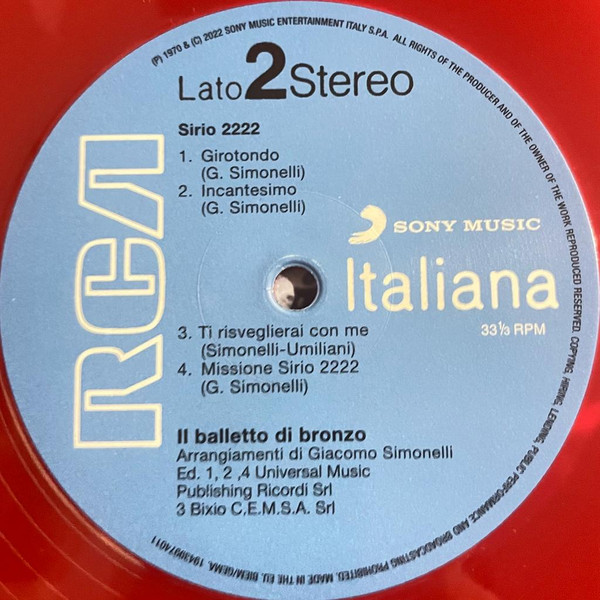 (P) 1970 & (C) 2022 SONY MUSIC ENTERTAINMENT ITALY S.P.A. ALL RIGHTS OF THE PRODUCER AND OF THE OWNER OF THE WORK REPRODUCED RESERVED. COPYING, HIRING, LENDING, PUBLIC PERFORMANCE AND BROADCASTING PROHIBITED. MADE IN THE EU. BIEM/GEMA. 19439974011
Lato 2 Stereo
Sirio 2222
1. Girotondo
(G. Simonelli)
2. Incantesimo
(G. Simonelli)
RCA
SONY MUSIC
Italiana
33 1/3 RPM
3. Ti risveglierai con me
(Simonelli-Umiliani)
4. Missione Sirio 2222
(G. Simonelli)
Il balletto di bronzo
Arrangiamenti di Giacomo Simonelli
Ed. 1, 2 ,4 Universal Music
Publishing Ricordi Srl
3 Bixio C,E.M.S.A. Srl